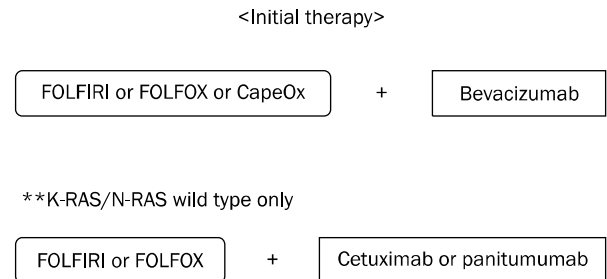 <Initial therapy>
FOLFIRI or FOLFOX or CapeOx + Bevacizumab
**K-RAS/N-RAS wild type only
FOLFIRI or FOLFOX + Cetuximab or panitumumab